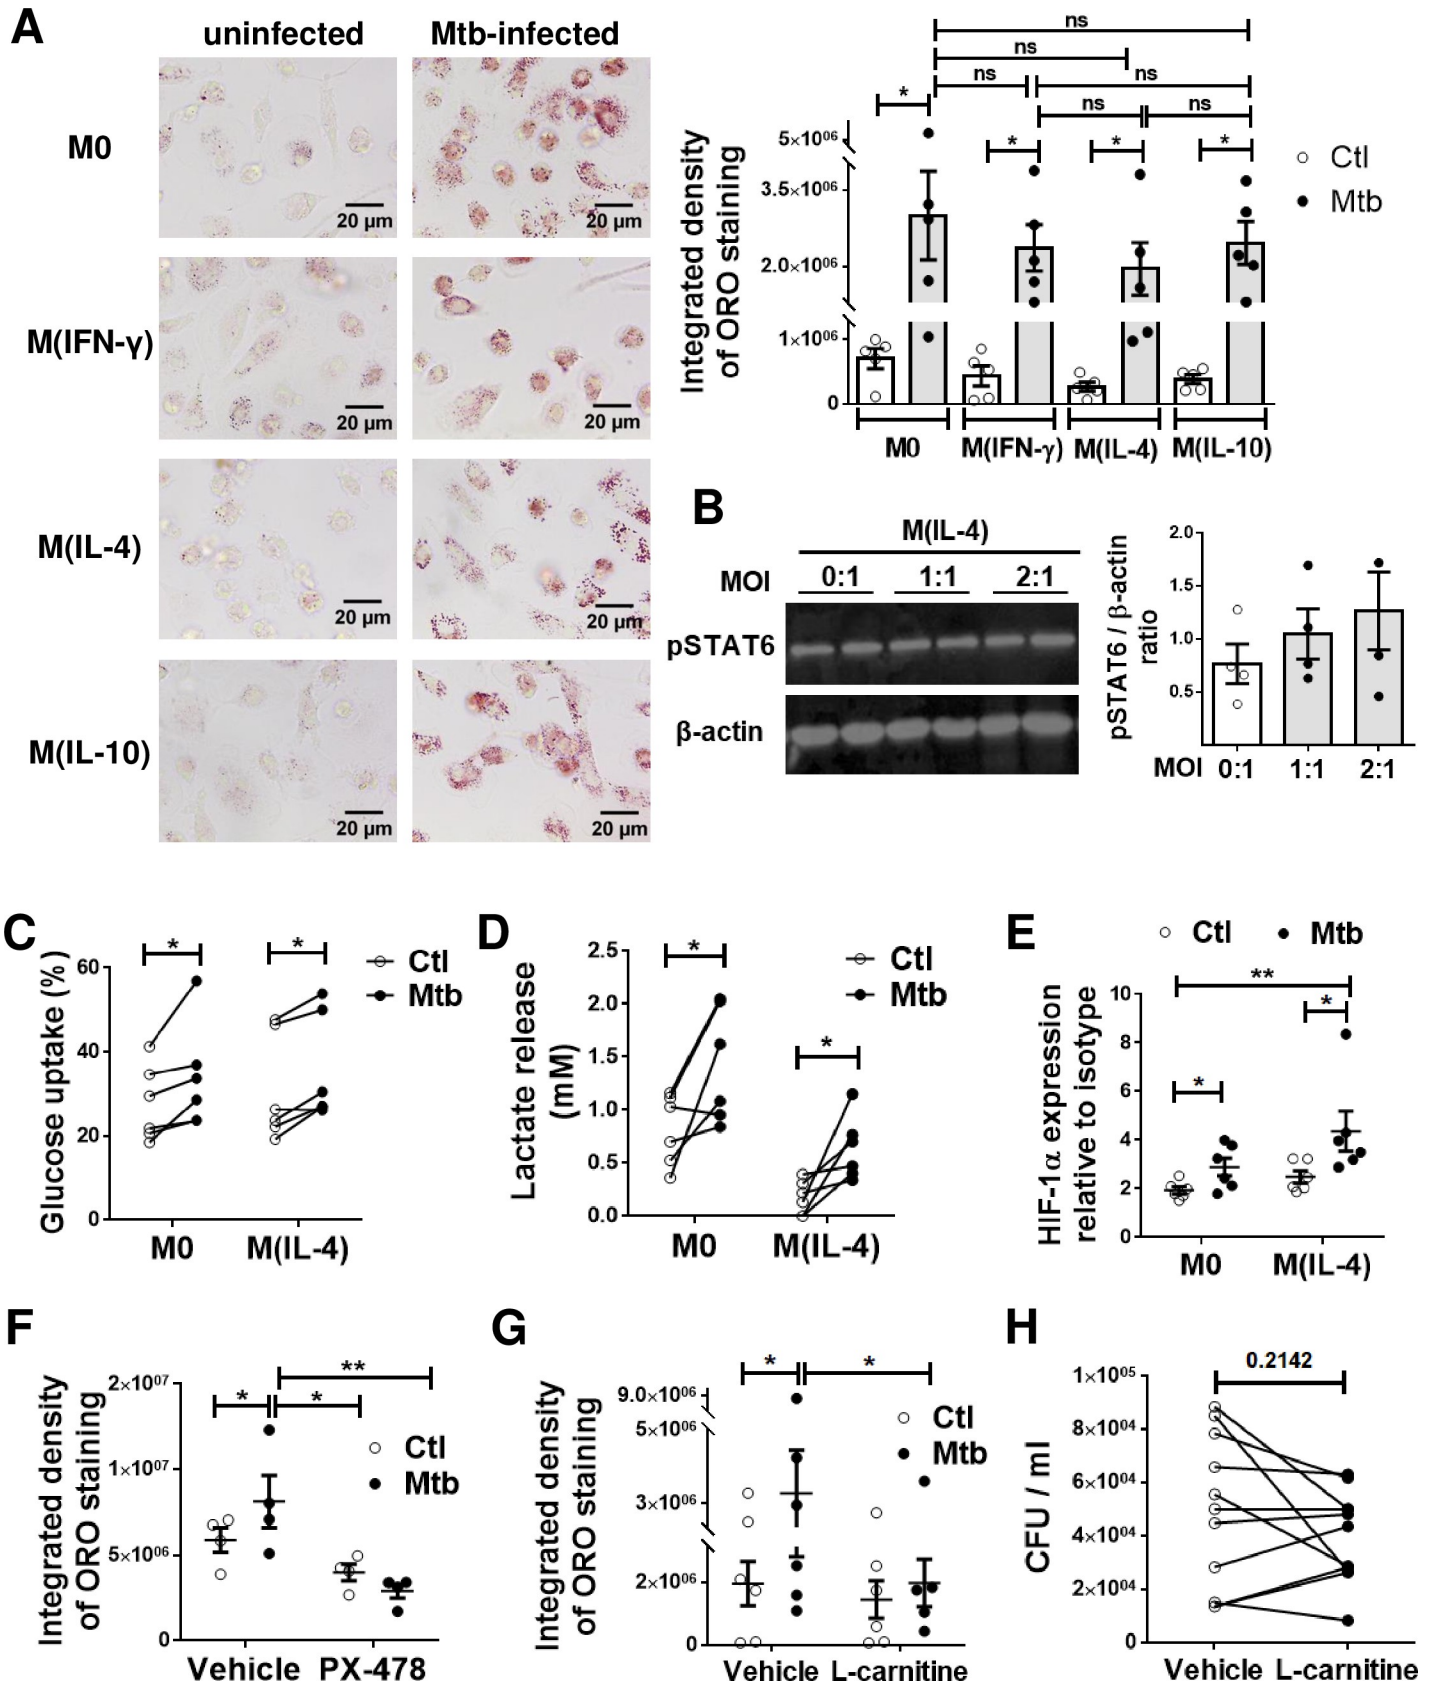 A
uninfected
Mtb-infected
M0
20 µm
20 µm
M(IFN-γ)
20 µm
20 µm
M(IL-4)
20 µm
20 µm
M(IL-10)
20 µm
20 µm
ns
ns
ns
ns
*
ns
ns
*
*
*
Integrated density
of ORO staining
5×10⁰⁶
3.5×10⁰⁶
2.0×10⁰⁶
1×10⁰⁶
0
Ctl
Mtb
M0
M(IFN-γ)
M(IL-4)
M(IL-10)
B
M(IL-4)
MOI
0:1
1:1
2:1
pSTAT6
β-actin
pSTAT6 / β-actin
ratio
2.0
1.5
1.0
0.5
MOI
0:1
1:1
2:1
C
Glucose uptake (%)
60
40
20
0
*
*
Ctl
Mtb
M0
M(IL-4)
D
Lactate release
(mM)
2.5
2.0
1.5
1.0
0.5
0.0
*
*
Ctl
Mtb
M0
M(IL-4)
E
Ctl
Mtb
HIF-1α expression
relative to isotype
10
8
6
4
2
0
**
*
*
M0
M(IL-4)
F
Integrated density
of ORO staining
2×10⁰⁷
1×10⁰⁷
5×10⁰⁶
0
**
*
*
Ctl
Mtb
Vehicle
PX-478
G
Integrated density
of ORO staining
9.0×10⁰⁶
5×10⁰⁶
3×10⁰⁶
2×10⁰⁶
0
*
*
Ctl
Mtb
Vehicle
L-carnitine
H
CFU / ml
1×10⁰⁵
8×10⁰⁴
6×10⁰⁴
4×10⁰⁴
2×10⁰⁴
0
0.2142
Vehicle
L-carnitine